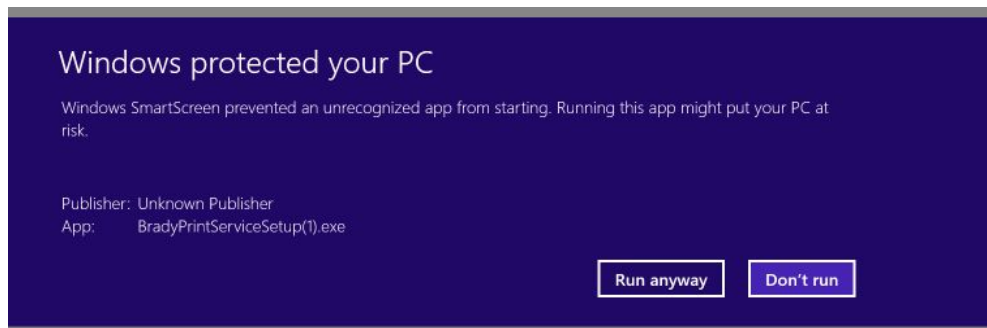 Windows protected your PC
Windows SmartScreen prevented an unrecognized app from starting. Running this app might put your PC at
risk.
Publisher: Unknown Publisher
App: BradyPrintServiceSetup(1).exe
Run anyway Don't run